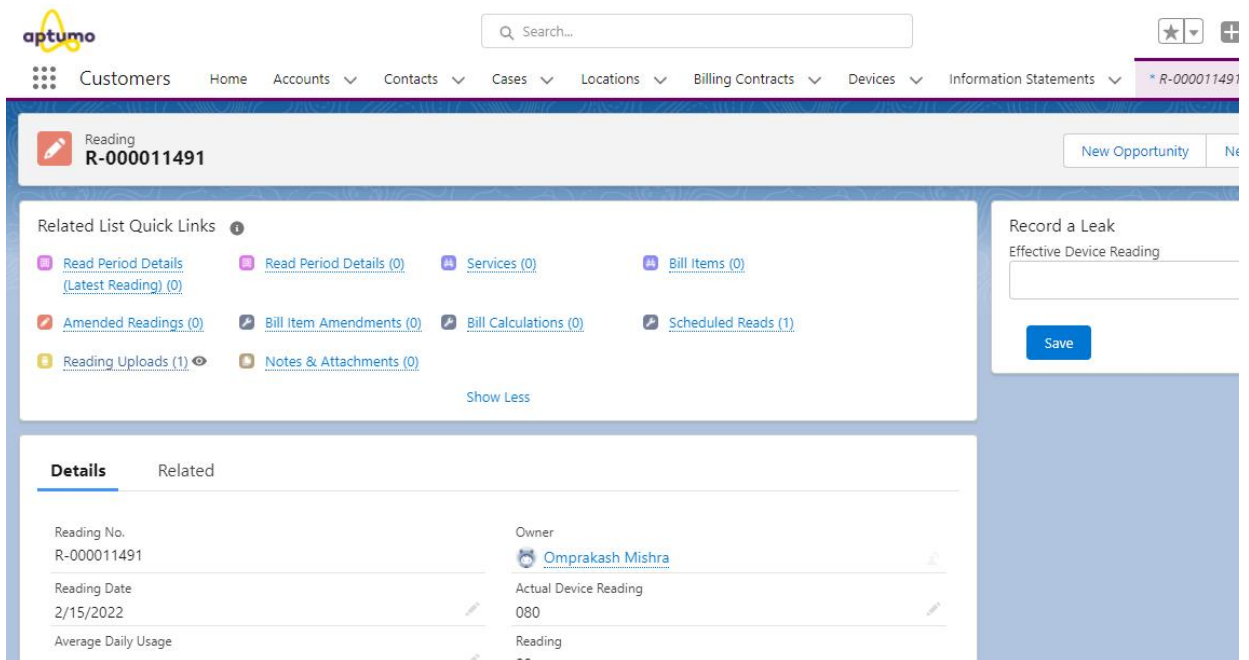 aptumo
Search...
Customers Home Accounts Contacts Cases Locations Billing Contracts Devices Information Statements * R-000011491
Reading
R-000011491
New Opportunity
Related List Quick Links
Read Period Details
(Latest Reading) (0)
Read Period Details (0)
Services (0)
Bill Items (0)
Amended Readings (0)
Bill Item Amendments (0)
Bill Calculations (0)
Scheduled Reads (1)
Reading Uploads (1)
Notes & Attachments (0)
Show Less
Record a Leak
Effective Device Reading
Save
Details Related
Reading No.
R-000011491
Owner
Omprakash Mishra
Reading Date
2/15/2022
Actual Device Reading
080
Average Daily Usage
Reading